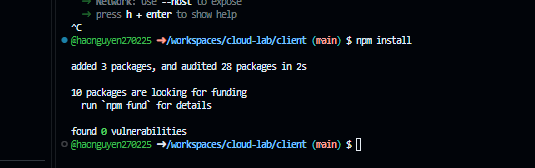 ➜ Network: use --host to expose
➜ press h + enter to show help
^C
@haonguyen270225 ➜/workspaces/cloud-lab/client (main) $ npm install
added 3 packages, and audited 28 packages in 2s
10 packages are looking for funding
run `npm fund` for details
found 0 vulnerabilities
@haonguyen270225 ➜/workspaces/cloud-lab/client (main) $